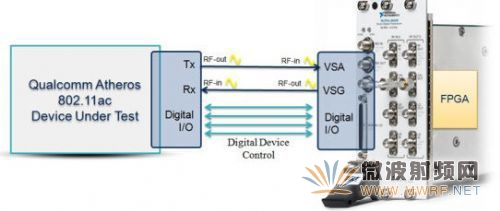 Qualcomm Atheros
802.11ac
Device Under Test
Tx
Rx
Digital
I/O
RF-out
RF-in
RF-in
RF-out
Digital Device
Control
VSA
VSG
Digital
I/O
FPGA
微波射频网
WWW.MWRF.NET